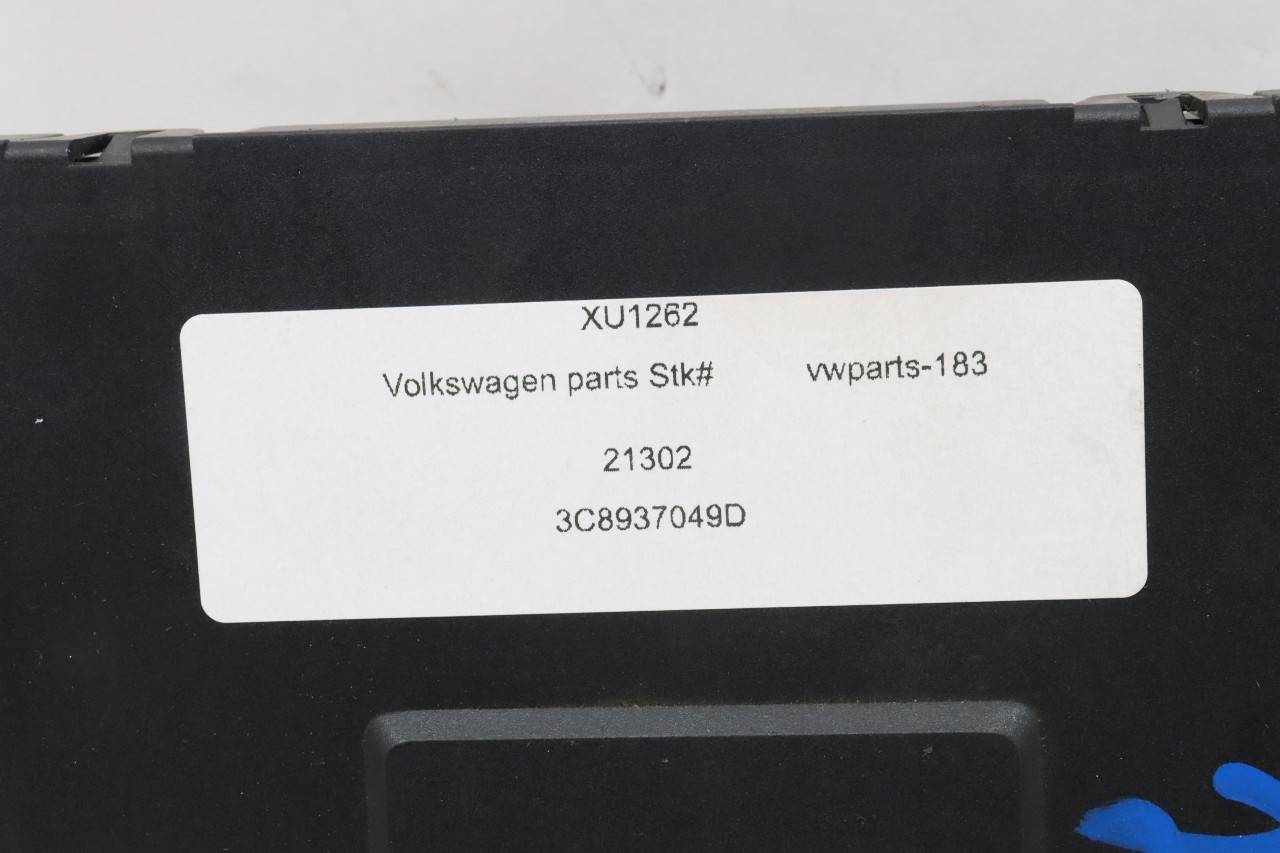 XU1262
Volkswagen parts Stk# vwparts-183
21302
3C8937049D